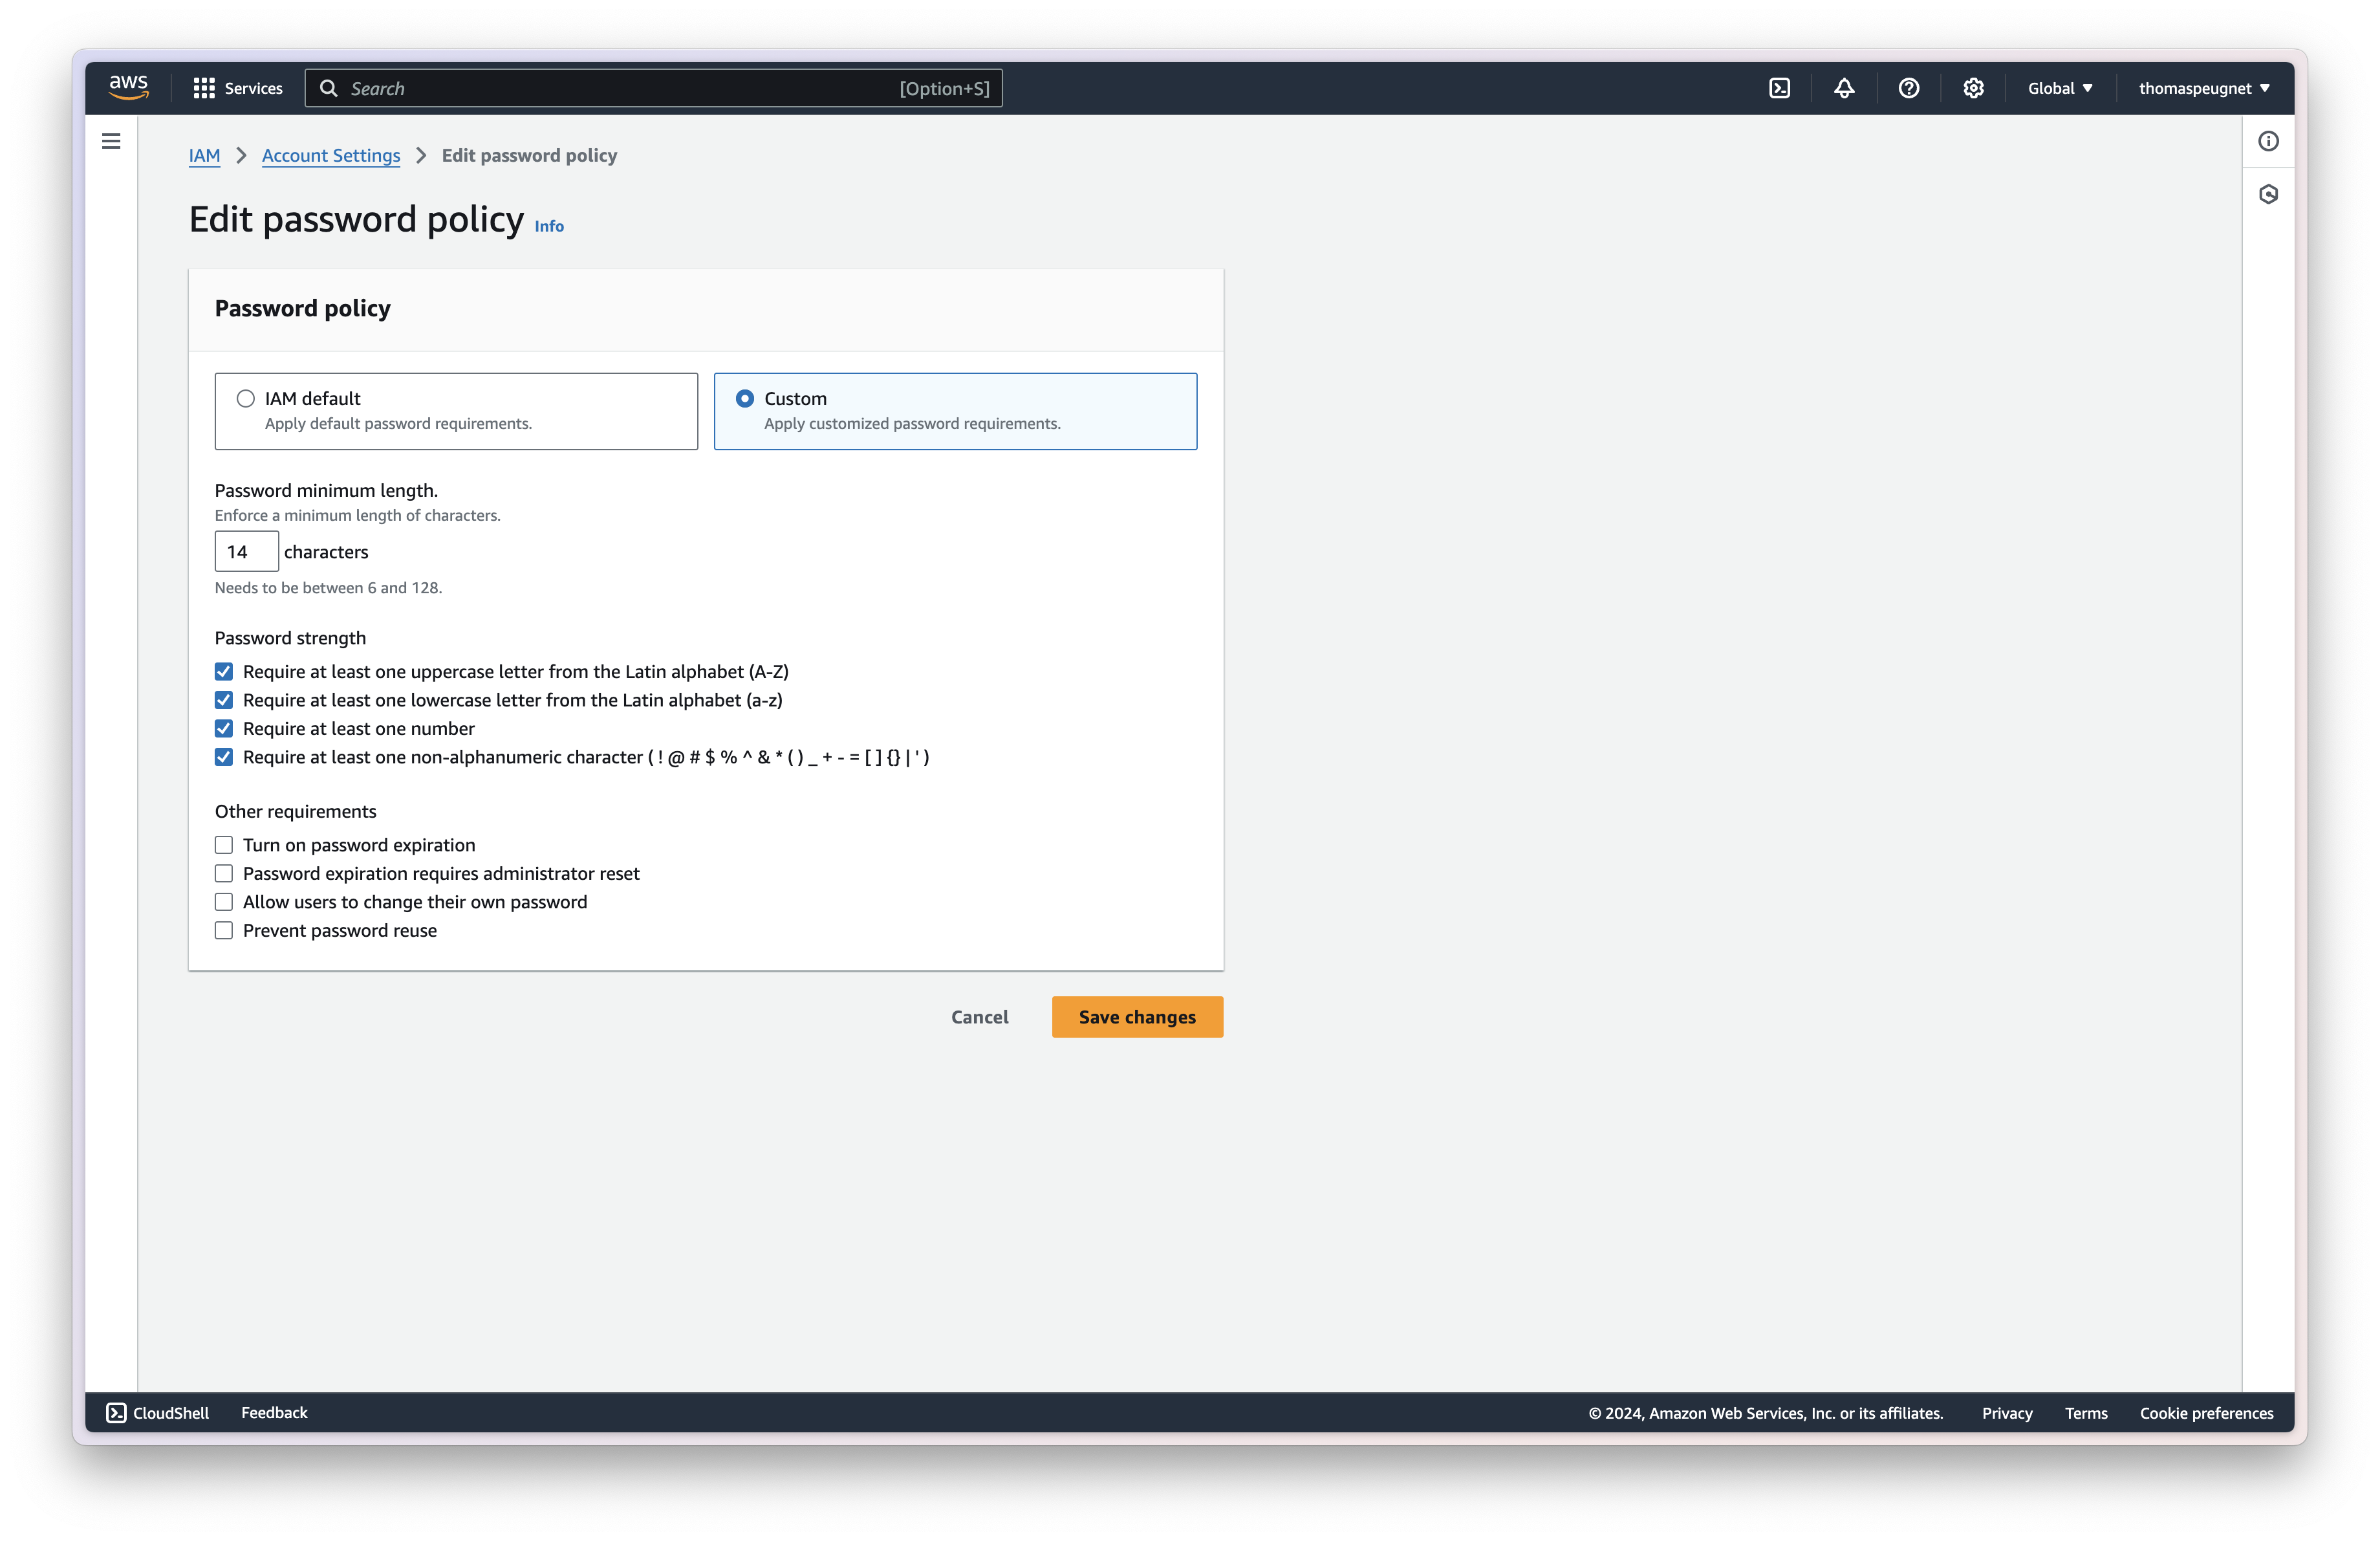 aws Services Search [Option+S] Global thomaspeugnet
IAM Account Settings Edit password policy
Edit password policy Info
Password policy
IAM default
Apply default password requirements.
Custom
Apply customized password requirements.
Password minimum length.
Enforce a minimum length of characters.
14 characters
Needs to be between 6 and 128.
Password strength
Require at least one uppercase letter from the Latin alphabet (A-Z)
Require at least one lowercase letter from the Latin alphabet (a-z)
Require at least one number
Require at least one non-alphanumeric character ( ! @ # $ % ^ & * ( ) _ + - = [ ] {} | ' )
Other requirements
Turn on password expiration
Password expiration requires administrator reset
Allow users to change their own password
Prevent password reuse
Cancel Save changes
CloudShell Feedback © 2024, Amazon Web Services, Inc. or its affiliates. Privacy Terms Cookie preferences